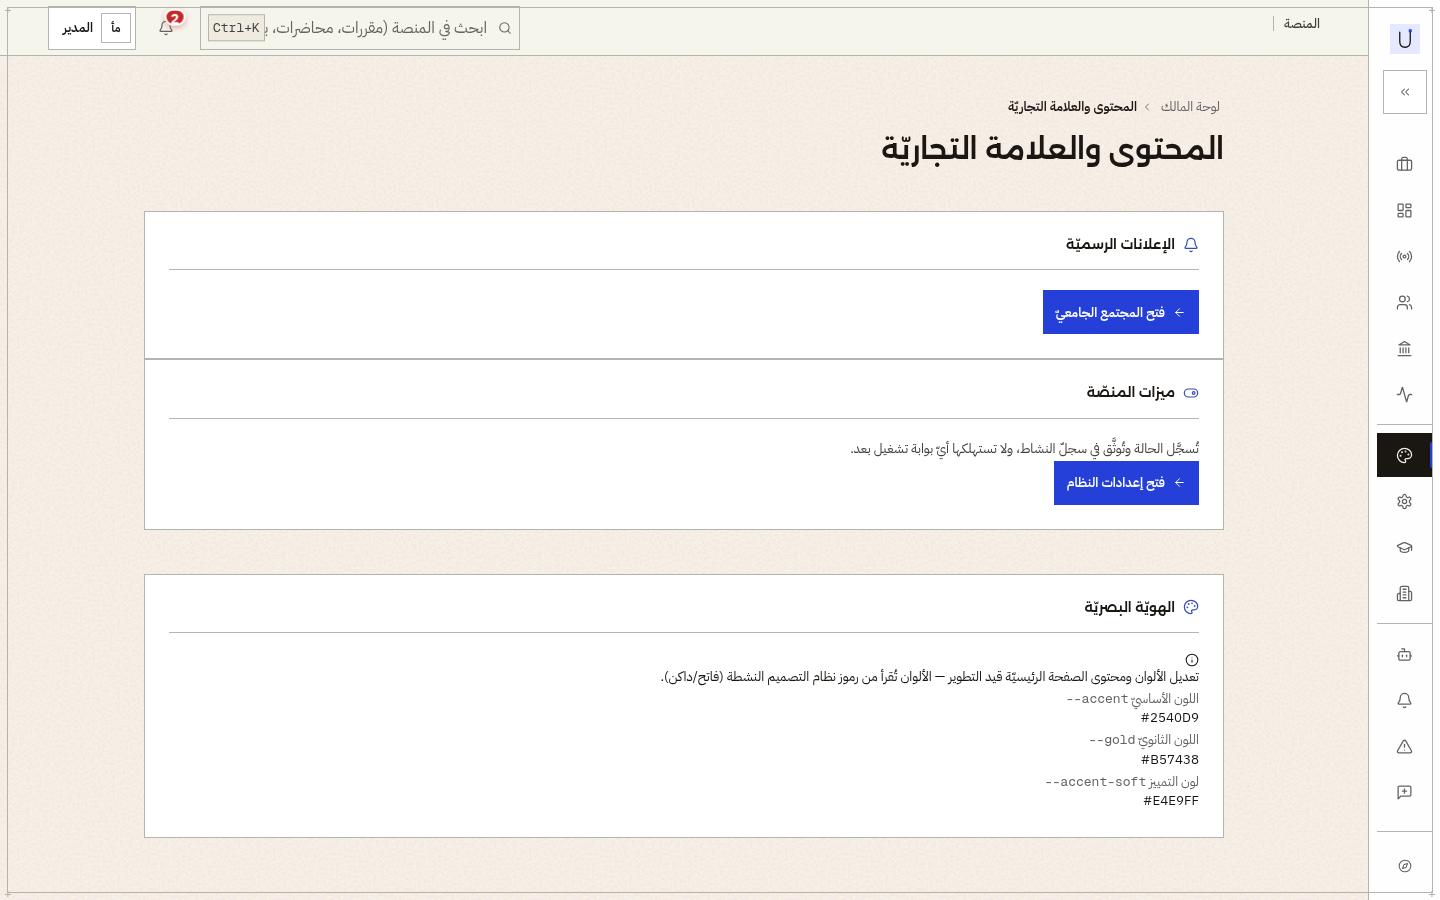 المنصة
ابحث في المنصة (مقررات، محاضرات، ب
Ctrl+K
2
مأ
المدير
لوحة المالك
المحتوى والعلامة التجاريّة
المحتوى والعلامة التجاريّة
الإعلانات الرسميّة
فتح المجتمع الجامعيّ
ميزات المنصّة
تُسجَّل الحالة وتُوثَّق في سجلّ النشاط، ولا تستهلكها أيّ بوابة تشغيل بعد.
فتح إعدادات النظام
الهويّة البصريّة
تعديل الألوان ومحتوى الصفحة الرئيسيّة قيد التطوير — الألوان تُقرأ من رموز نظام التصميم النشطة (فاتح/داكن).
اللون الأساسيّ --accent
#2540D9
اللون الثانويّ --gold
#B57438
لون التمييز --accent-soft
#E4E9FF